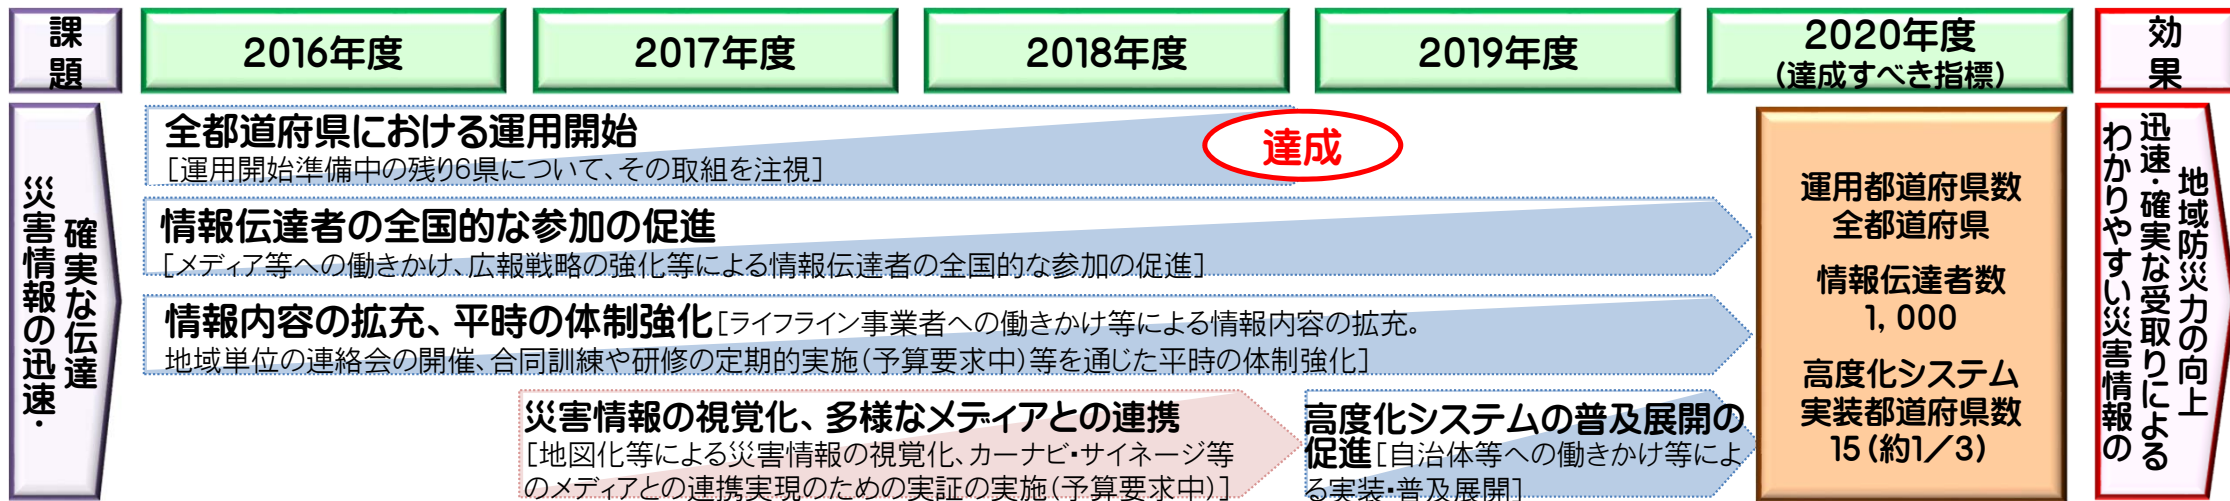 課題
2016年度
2017年度
2018年度
2019年度
2020年度
(達成すべき指標)
効果
災害情報の迅速・
確実な伝達
全都道府県における運用開始
[運用開始準備中の残り6県について、その取組を注視]
達成
情報伝達者の全国的な参加の促進
[メディア等への働きかけ、広報戦略の強化等による情報伝達者の全国的な参加の促進]
情報内容の拡充、平時の体制強化[ライフライン事業者への働きかけ等による情報内容の拡充。
地域単位の連絡会の開催、合同訓練や研修の定期的実施(予算要求中)等を通じた平時の体制強化]
災害情報の視覚化、多様なメディアとの連携
[地図化等による災害情報の視覚化、カーナビ・サイネージ等
のメディアとの連携実現のための実証の実施(予算要求中)]
高度化システムの普及展開の
促進[自治体等への働きかけ等によ
る実装・普及展開]
運用都道府県数
全都道府県
情報伝達者数
1,000
高度化システム
実装都道府県数
15(約1/3)
地域防災力の向上
迅速・確実な受取りによる
わかりやすい災害情報の